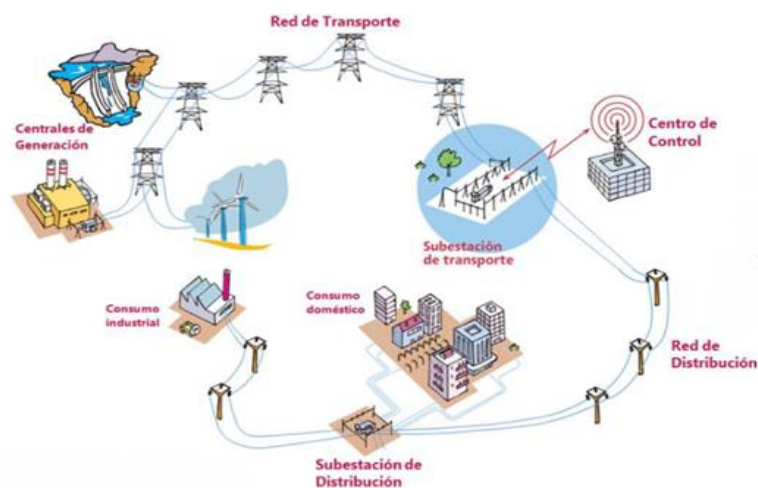 Red de Transporte
Centrales de
Generación
Centro de
Control
Subestación
de transporte
Consumo
industrial
Consumo
doméstico
Red de
Distribución
Subestación de
Distribución